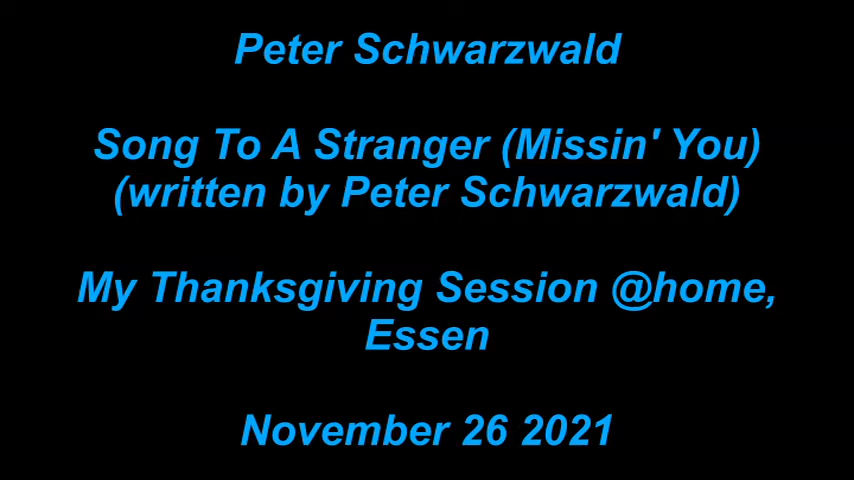 Peter Schwarzwald
Song To A Stranger (Missin' You)
(written by Peter Schwarzwald)
My Thanksgiving Session @home,
Essen
November 26 2021